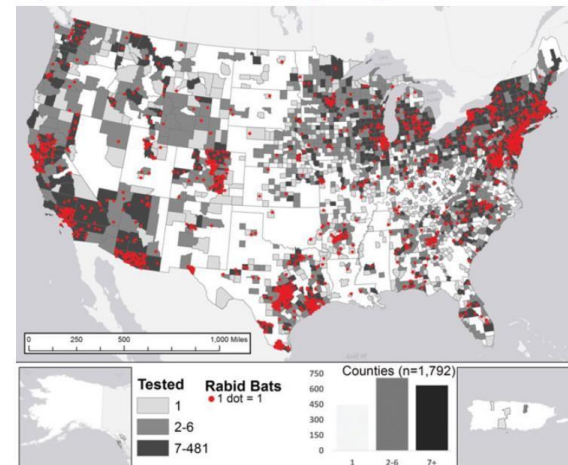 0 250 500 1,000 Miles
Tested
1
2-6
7-481
Rabid Bats
1 dot = 1
Counties (n=1,792)
750
600
450
300
150
0
1 2-6 7+